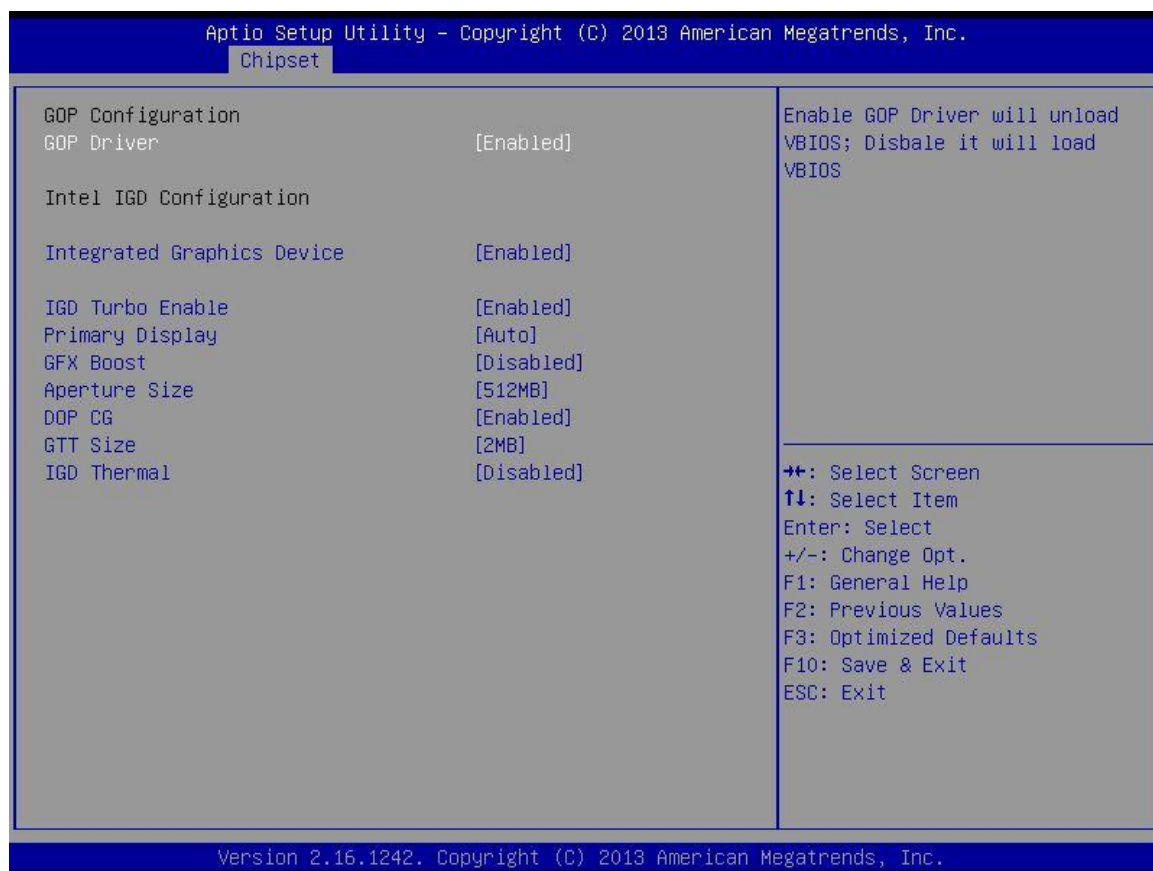 Aptio Setup Utility – Copyright (C) 2013 American Megatrends, Inc.
Chipset
GOP Configuration
GOP Driver [Enabled]
Intel IGD Configuration
Integrated Graphics Device [Enabled]
IGD Turbo Enable [Enabled]
Primary Display [Auto]
GFX Boost [Disabled]
Aperture Size [512MB]
DOP CG [Enabled]
GTT Size [2MB]
IGD Thermal [Disabled]
Enable GOP Driver will unload
VBIOS; Disbale it will load
VBIOS
→←: Select Screen
↑↓: Select Item
Enter: Select
+/-: Change Opt.
F1: General Help
F2: Previous Values
F3: Optimized Defaults
F10: Save & Exit
ESC: Exit
Version 2.16.1242. Copyright (C) 2013 American Megatrends, Inc.